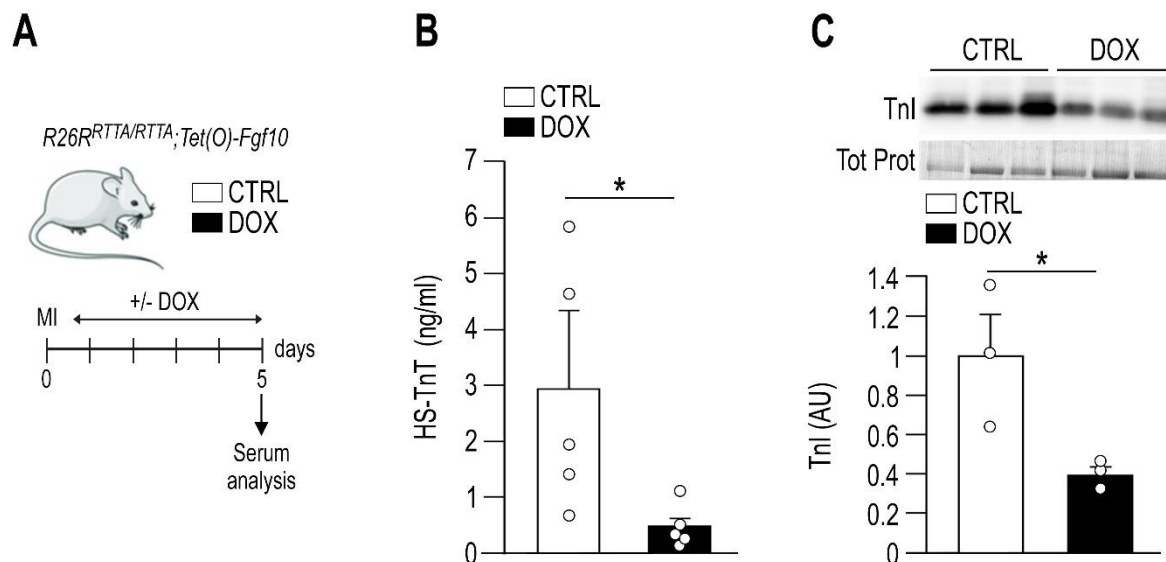 A
R26R^RTTA/RTTA;Tet(O)-Fgf10
CTRL
DOX
+/- DOX
MI
days
0
5
Serum
analysis
B
CTRL
DOX
7
6
5
4
3
2
1
0
HS-TnT (ng/ml)
*
C
CTRL DOX
TnI
Tot Prot
CTRL
DOX
1.4
1.2
1
0.8
0.6
0.4
0.2
0
TnI (AU)
*